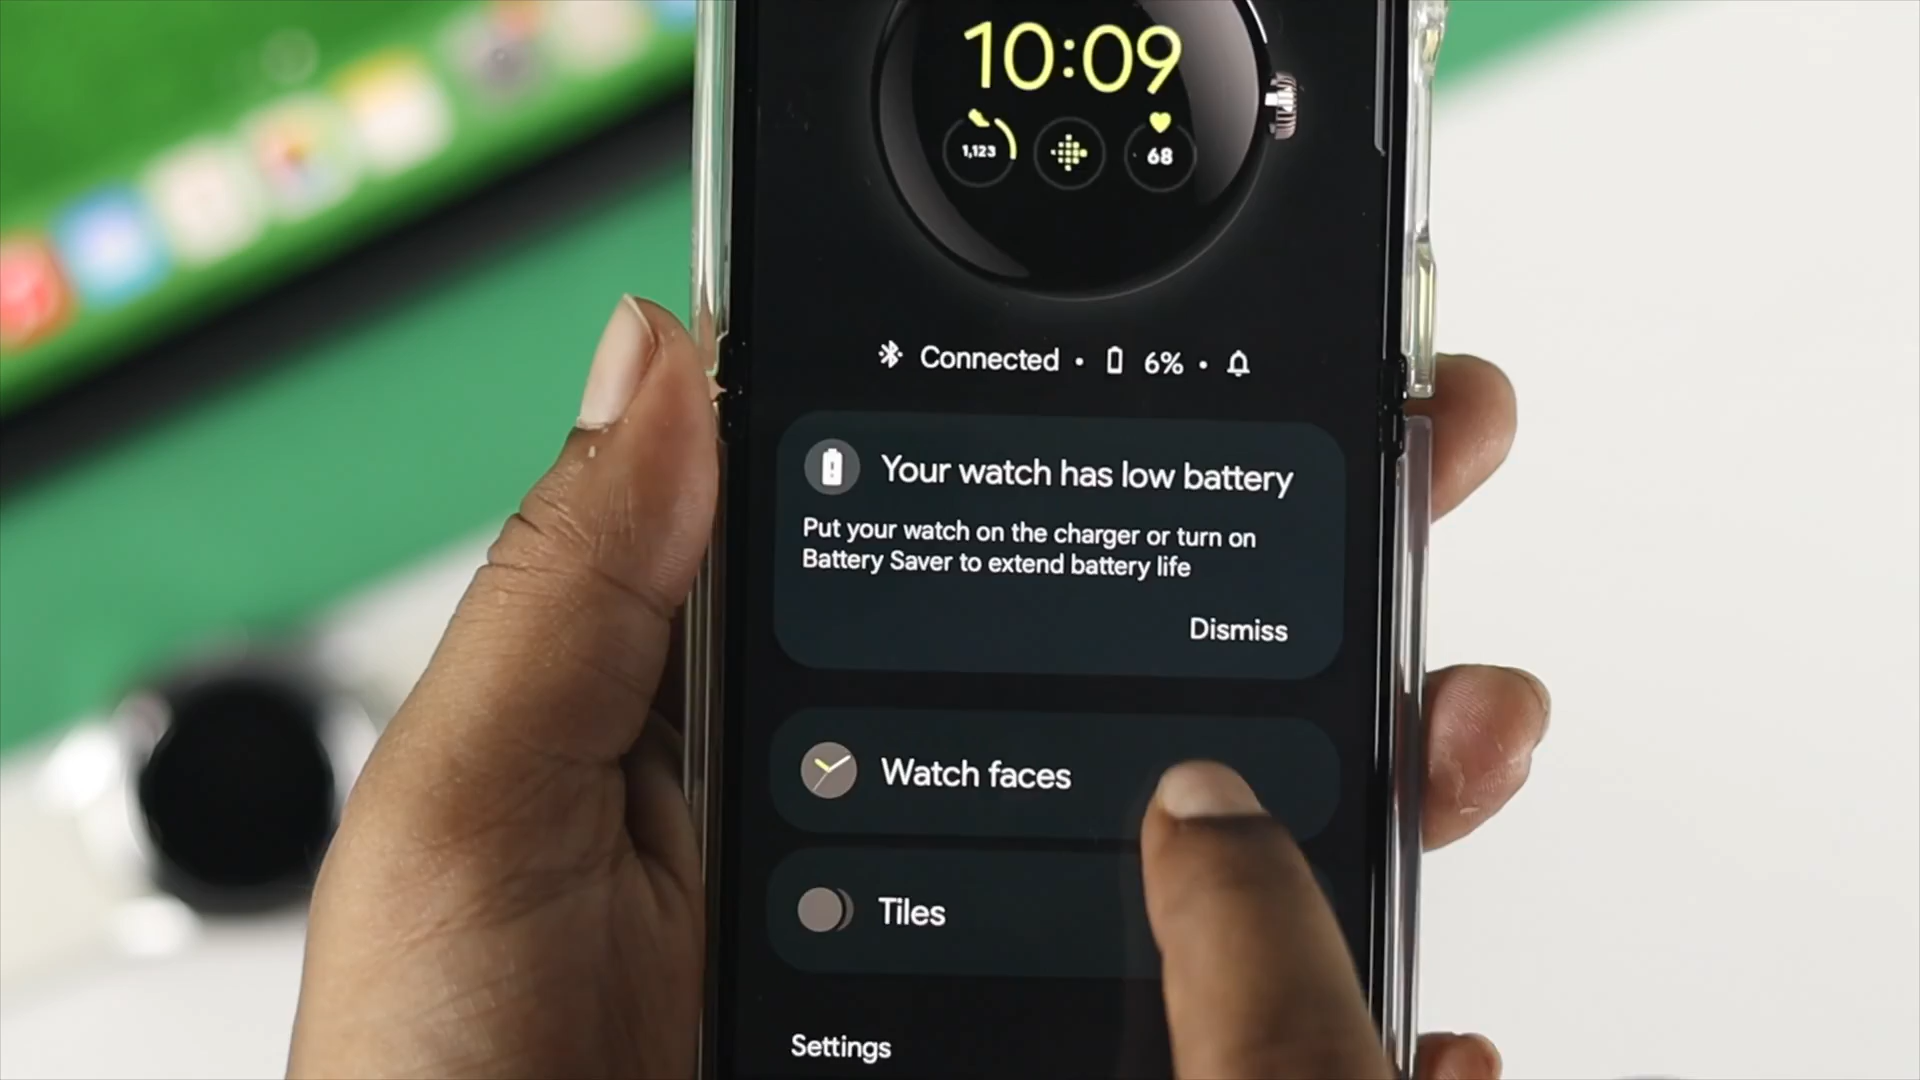 10:09
1,123
68
Connected • 6% •
Your watch has low battery
Put your watch on the charger or turn on
Battery Saver to extend battery life
Dismiss
Watch faces
Tiles
Settings